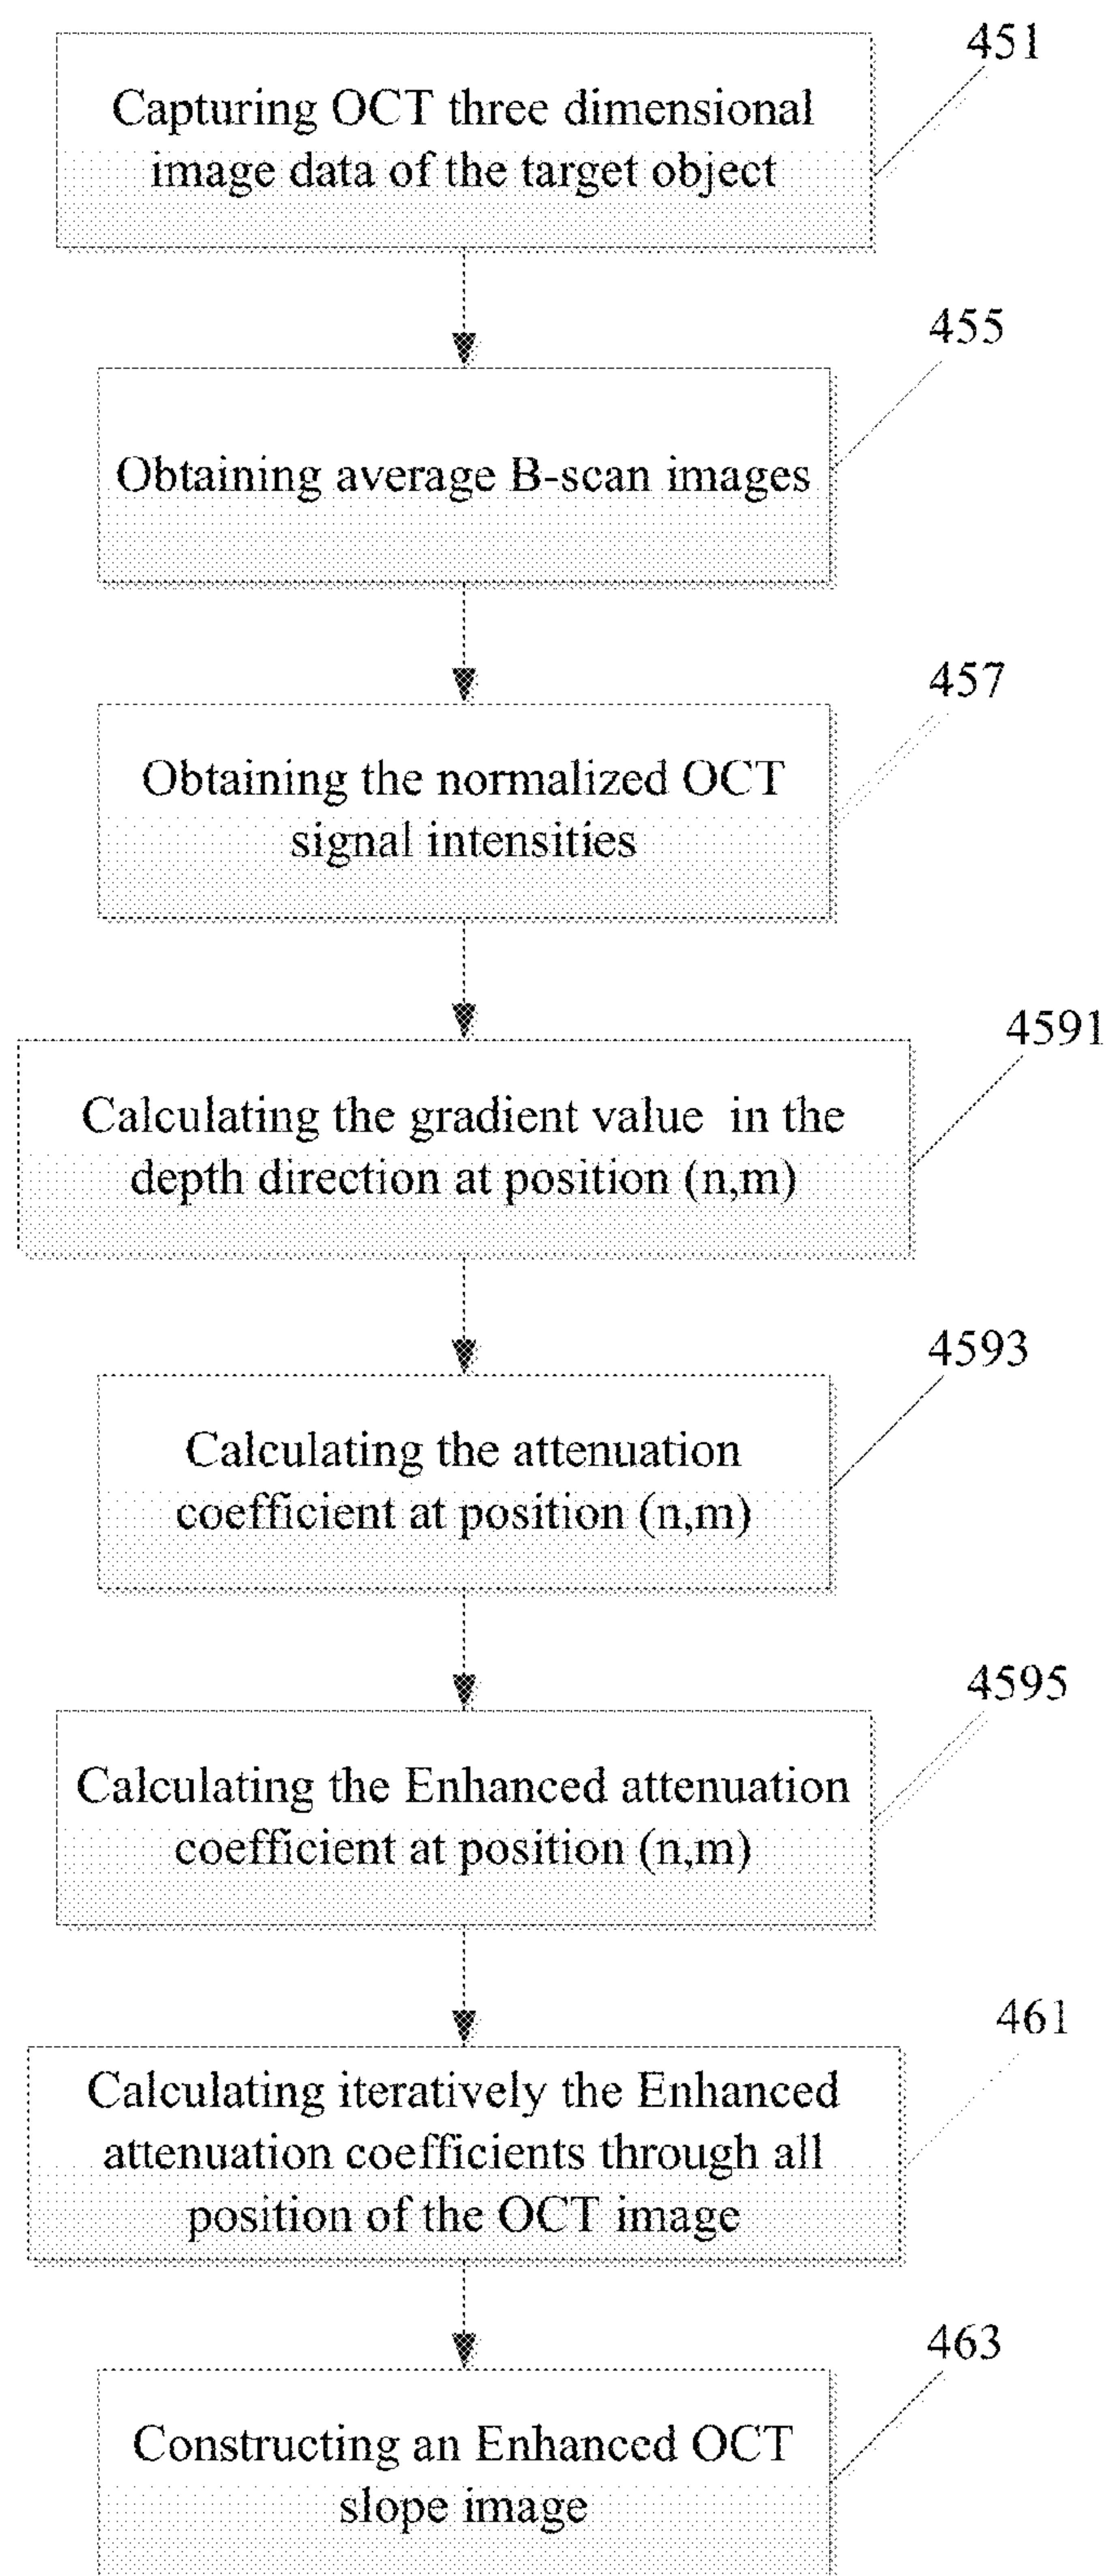 451
Capturing OCT three dimensional
image data of the target object
455
Obtaining average B-scan images
457
Obtaining the normalized OCT
signal intensities
4591
Calculating the gradient value in the
depth direction at position (n,m)
4593
Calculating the attenuation
coefficient at position (n,m)
4595
Calculating the Enhanced attenuation
coefficient at position (n,m)
461
Calculating iteratively the Enhanced
attenuation coefficients through all
position of the OCT image
463
Constructing an Enhanced OCT
slope image